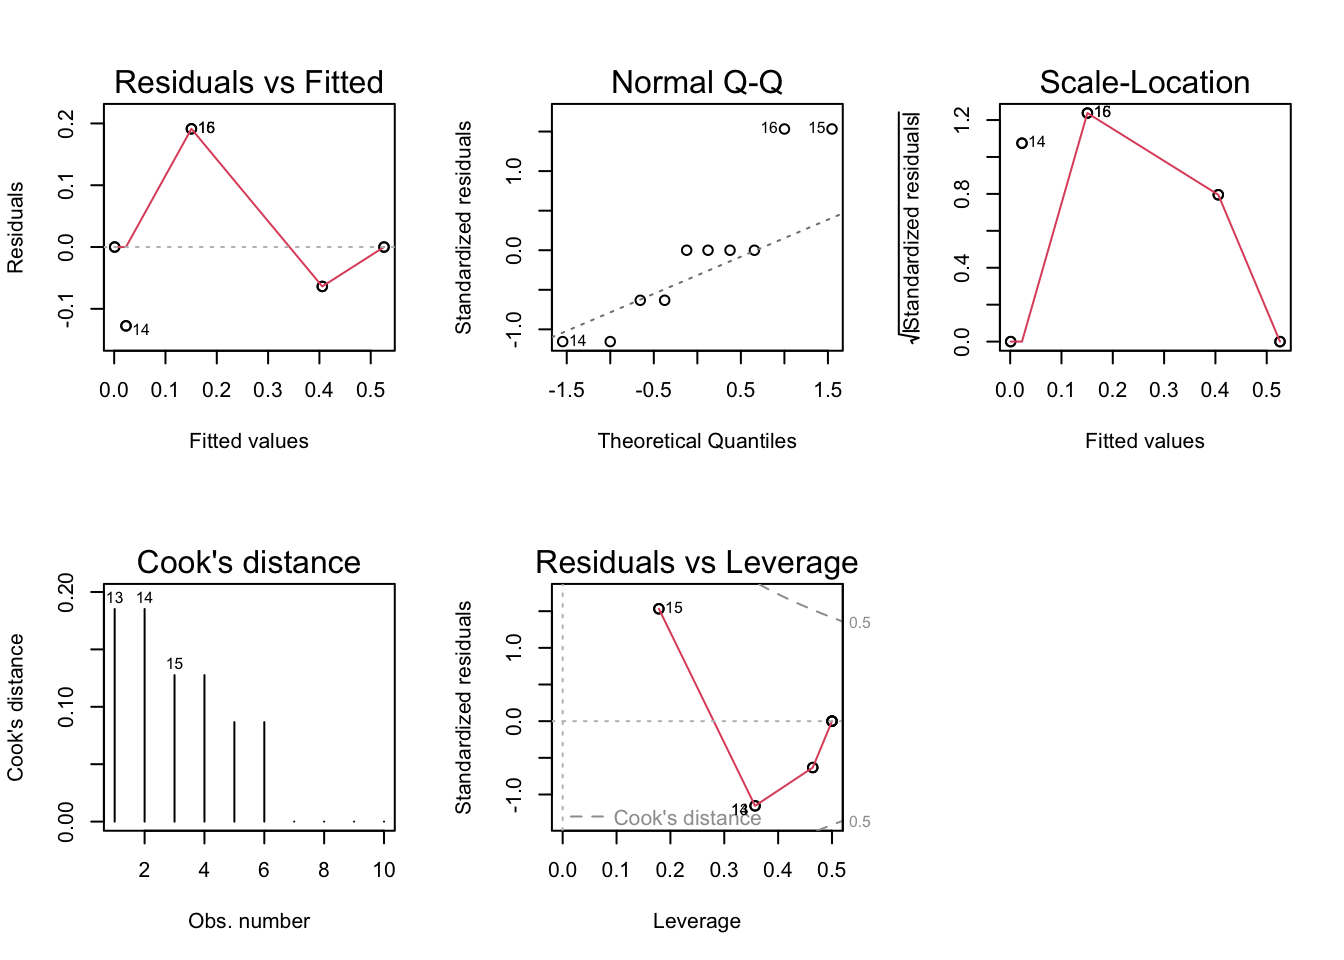 Residuals vs Fitted
Residuals
0.2
0.1
0.0
-0.1
16
14
0.0 0.1 0.2 0.3 0.4 0.5
Fitted values
Normal Q-Q
Standardized residuals
1.0
0.0
-1.0
16
15
14
-1.5 -0.5 0.5 1.5
Theoretical Quantiles
Scale-Location
√|Standardized residuals|
1.2
0.8
0.4
0.0
16
14
0.0 0.1 0.2 0.3 0.4 0.5
Fitted values
Cook's distance
Cook's distance
0.20
0.10
0.00
13
14
15
2 4 6 8 10
Obs. number
Residuals vs Leverage
Standardized residuals
1.0
0.0
-1.0
15
0.5
0.5
Cook's distance
0.0 0.1 0.2 0.3 0.4 0.5
Leverage